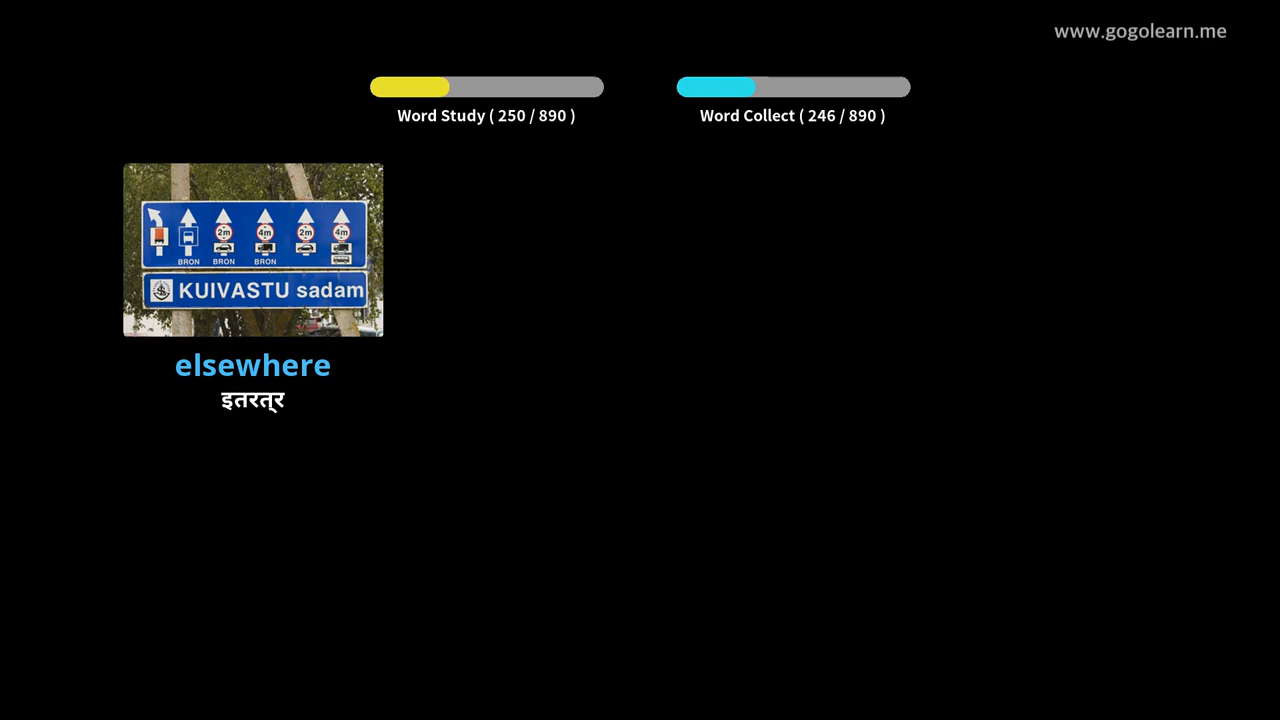 www.gogolearn.me
Word Study ( 250 / 890 )
Word Collect ( 246 / 890 )
2m 4m 2m 4m
BRON BRON BRON
KUIVASTU sadam
elsewhere
इतरत्र